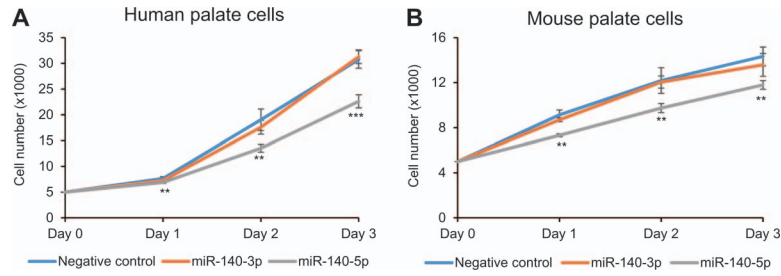 A
Human palate cells
Cell number (x1000)
35
30
25
20
15
10
5
0
**
**
***
Day 0 Day 1 Day 2 Day 3
Negative control miR-140-3p miR-140-5p
B
Mouse palate cells
Cell number (x1000)
16
12
8
4
0
**
**
**
Day 0 Day 1 Day 2 Day 3
Negative control miR-140-3p miR-140-5p